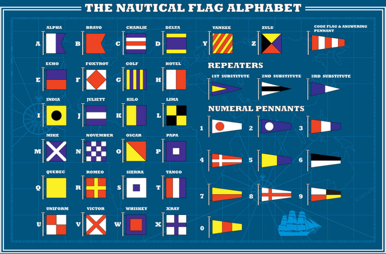 THE NAUTICAL FLAG ALPHABET
ALPHA BRAVO CHARLIE DELTA YANKEE ZULU CODE FLAG & ANSWERING
PENNANT
A B C D Y Z
ECHO FOXTROT GOLF HOTEL REPEATERS
1ST SUBSTITUTE 2ND SUBSTITUTE 3RD SUBSTITUTE
E F G H
INDIA JULIETT KILO LIMA NUMERAL PENNANTS
I J K L 1 2 3
MIKE NOVEMBER OSCAR PAPA
M N O P 4 5 6
QUEBEC ROMEO SIERRA TANGO
Q R S T 7 8 9
UNIFORM VICTOR WHISKEY XRAY
U V W X 0